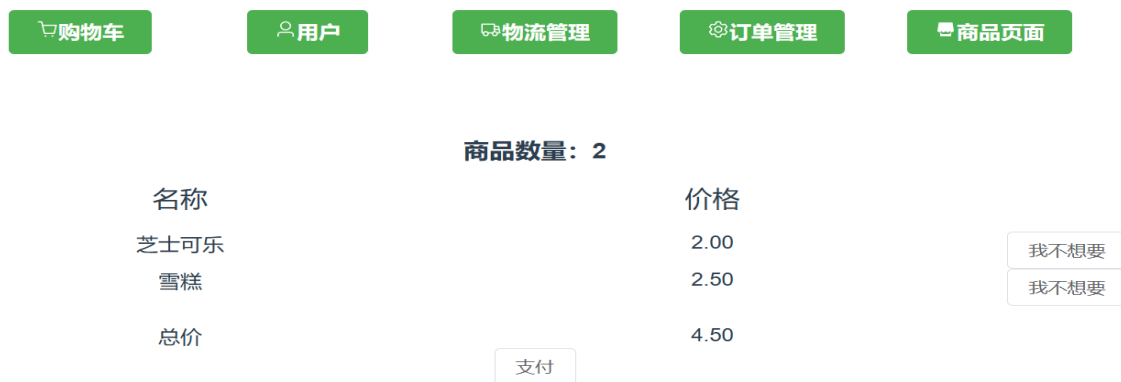 购物车 用户 物流管理 订单管理 商品页面
商品数量：2
名称 价格
芝士可乐 2.00 我不想要
雪糕 2.50 我不想要
总价 4.50
支付